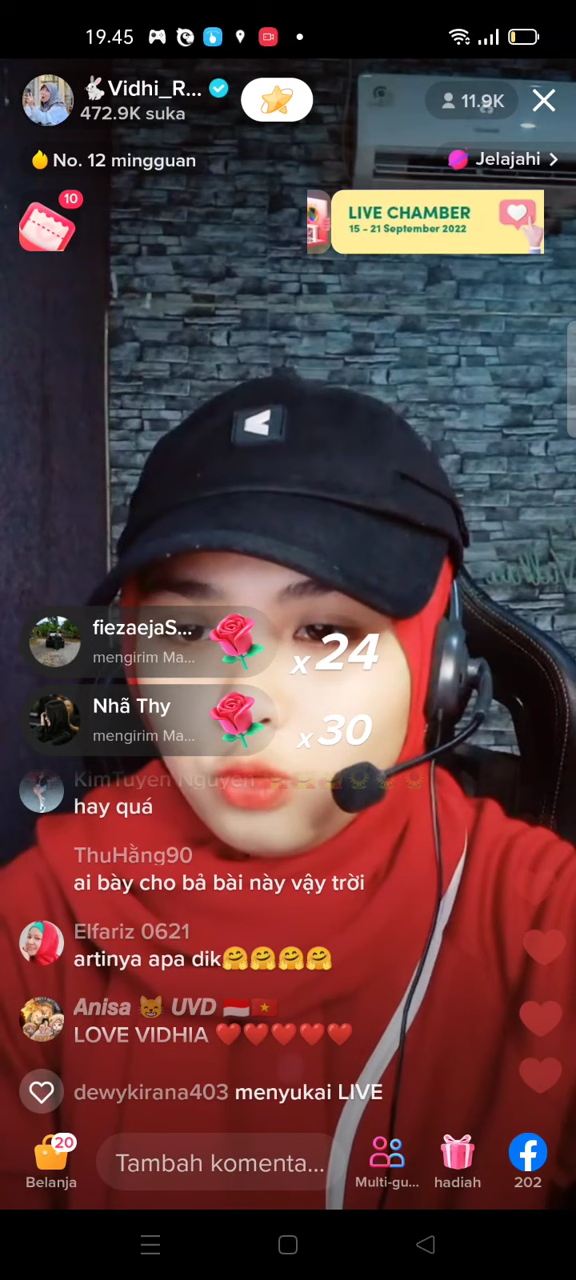 19.45
Vidhi_R...
472.9K suka
11.9K
No. 12 mingguan
Jelajahi >
10
LIVE CHAMBER
15 - 21 September 2022
fiezaejaS...
mengirim Ma...
x24
Nhã Thy
mengirim Ma...
x30
KimTuyen Nguyen
hay quá
ThuHằng90
ai bày cho bả bài này vậy trời
Elfariz 0621
artinya apa dik🤗🤗🤗🤗
Anisa 😸 UVD 🇮🇩🇻🇳
LOVE VIDHIA ❤️❤️❤️❤️❤️
dewykirana403 menyukai LIVE
20
Belanja
Tambah komenta...
Multi-gu...
hadiah
202